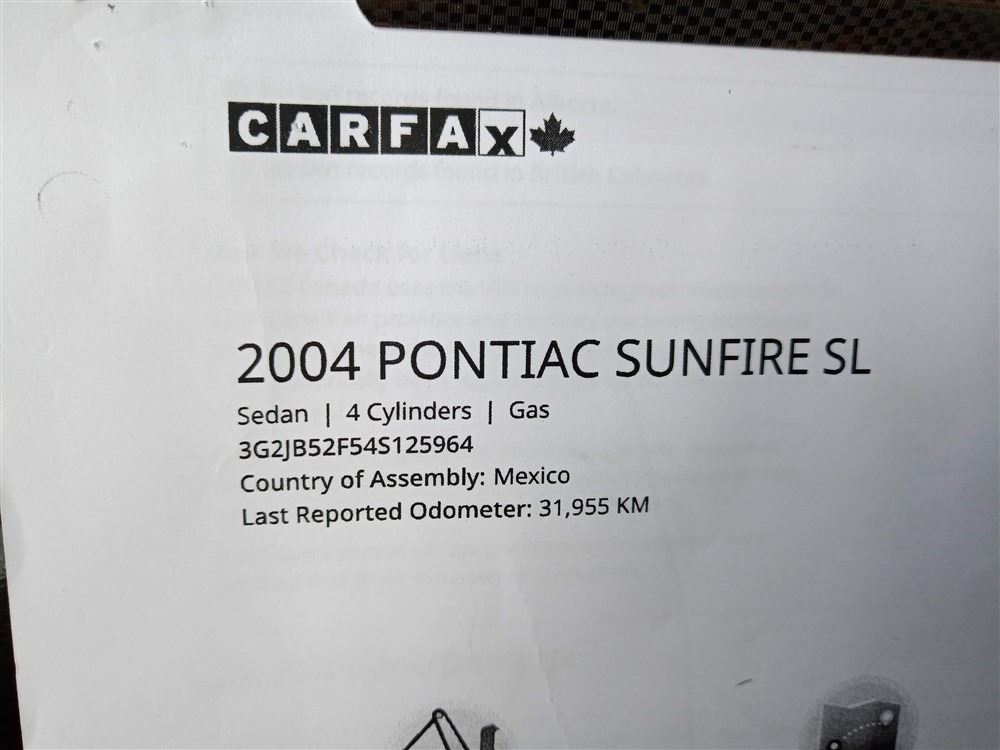 CARFAX
2004 PONTIAC SUNFIRE SL
Sedan | 4 Cylinders | Gas
3G2JB52F54S125964
Country of Assembly: Mexico
Last Reported Odometer: 31,955 KM